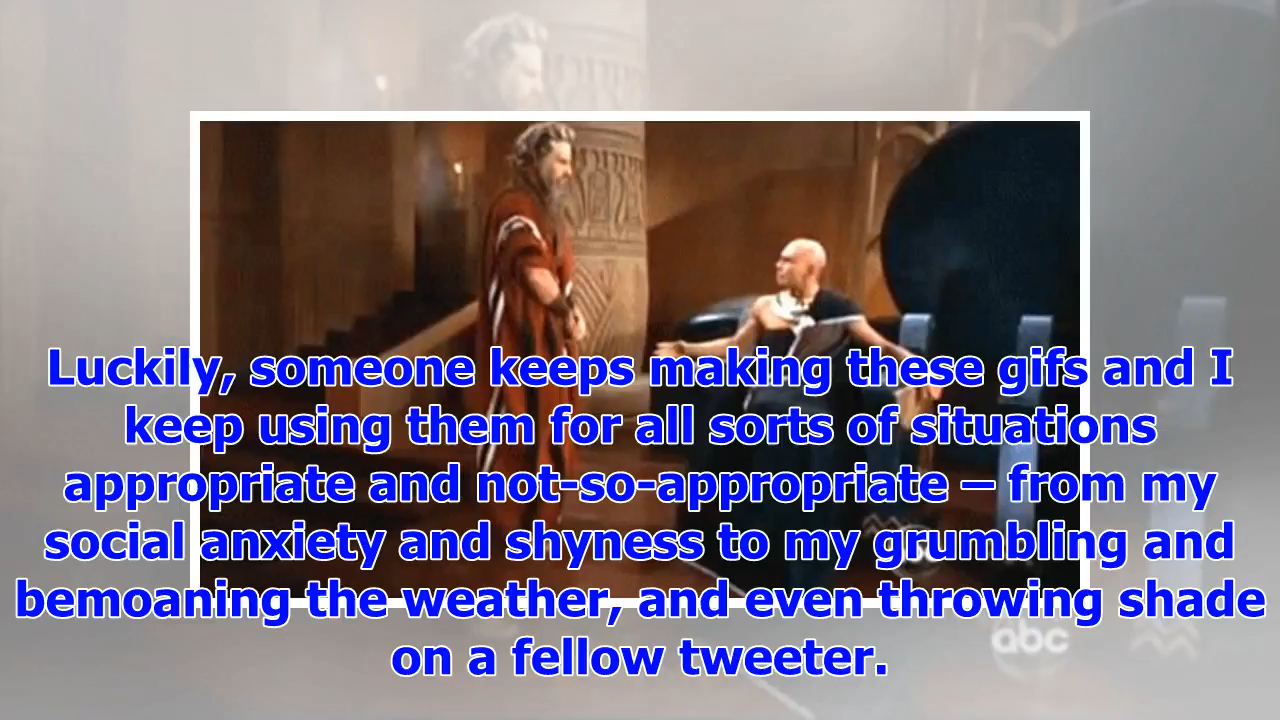 Luckily, someone keeps making these gifs and I
keep using them for all sorts of situations
appropriate and not-so-appropriate – from my
social anxiety and shyness to my grumbling and
bemoaning the weather, and even throwing shade
on a fellow tweeter.
abc